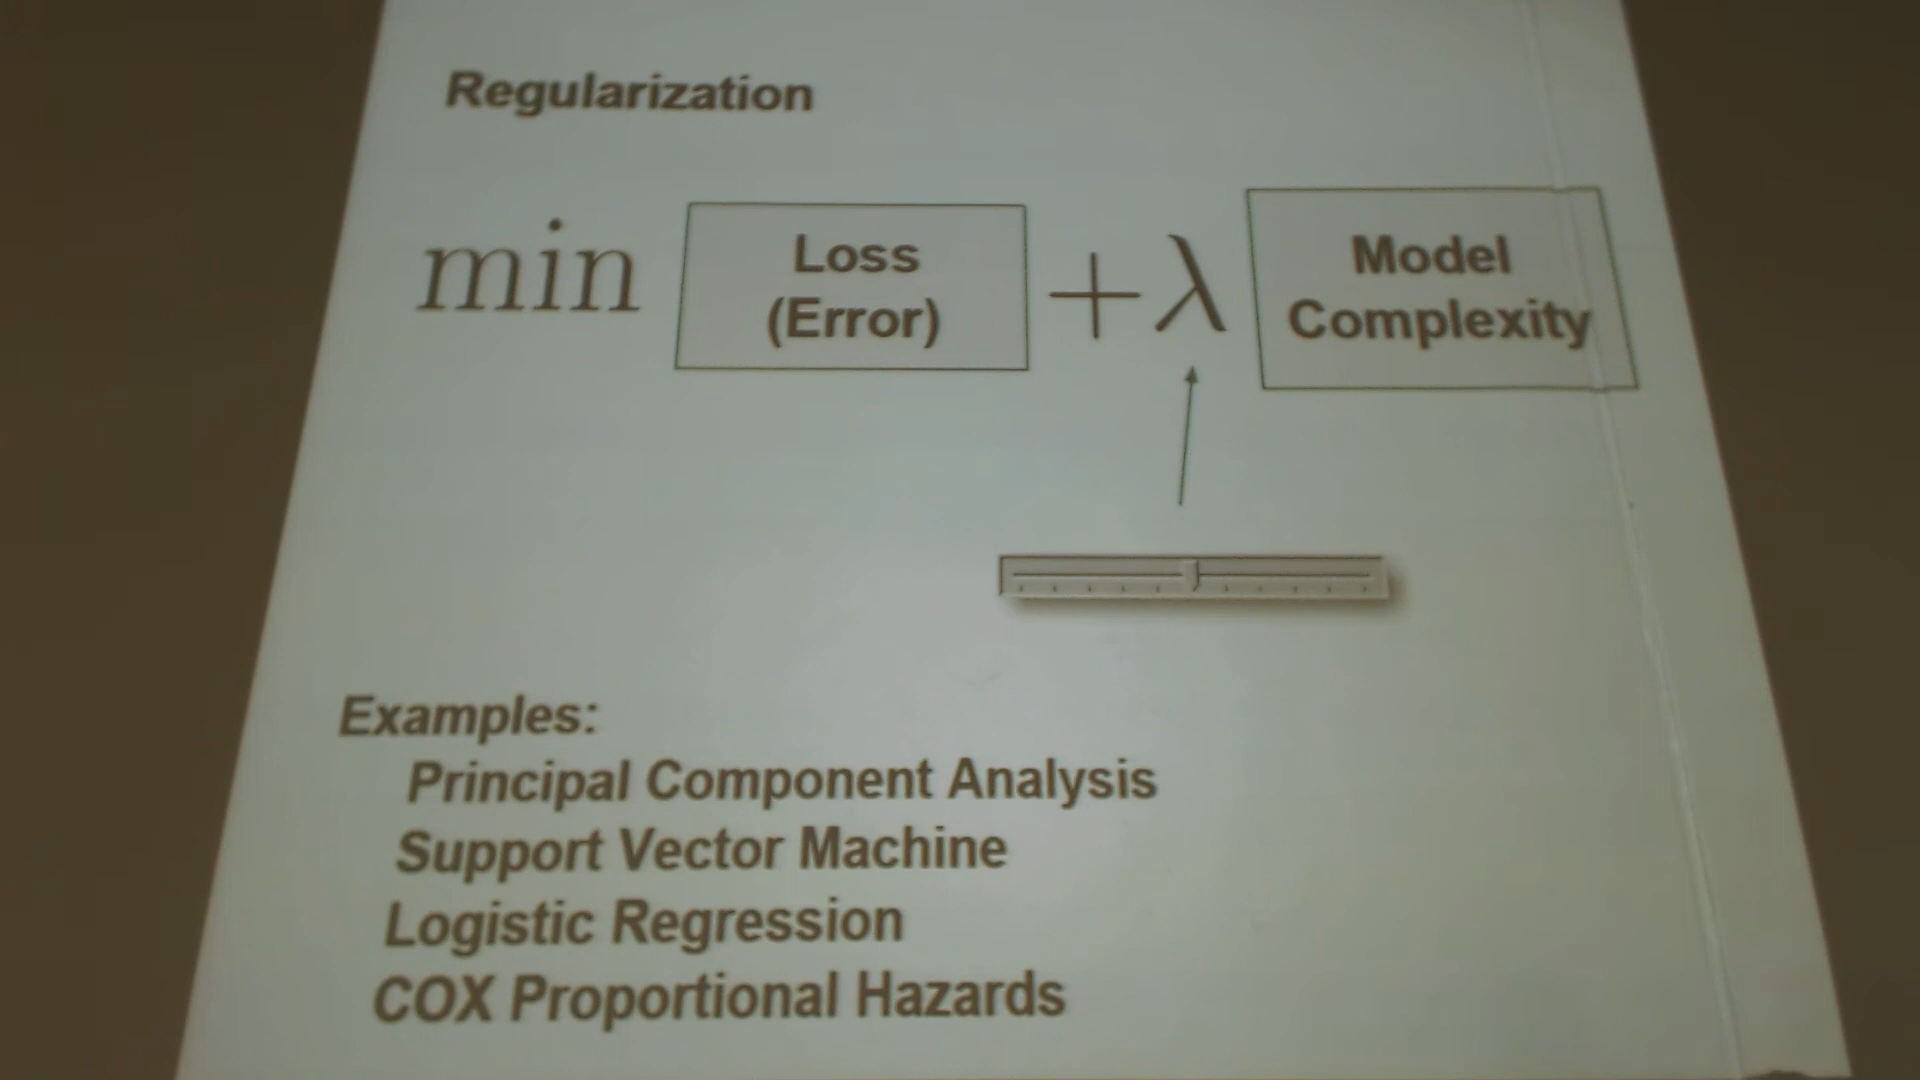 Regularization
min Loss (Error) + λ Model Complexity
Examples:
Principal Component Analysis
Support Vector Machine
Logistic Regression
COX Proportional Hazards